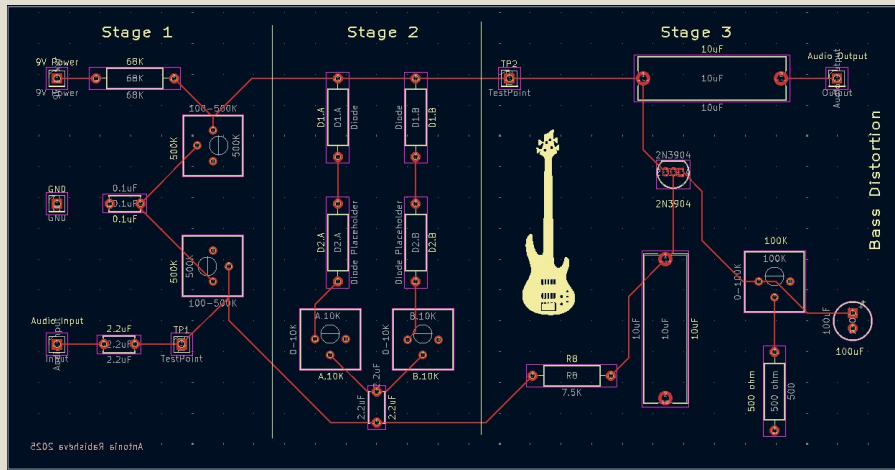 Stage 1
Stage 2
Stage 3
9V Power
68K
68K
68K
9V Power
100-500K
500K
500K
GND
GND
0.1uF
0.1uF
0.1uF
500K
500K
100-500K
Audio Input
Input
2.2uF
2.2uF
2.2uF
TP1
TestPoint
D1.A
D1.A
Diode
D1.B
D1.B
Diode
D2.A
D2.A
Diode Placeholder
D2.B
D2.B
Diode Placeholder
A.10K
0-10K
A.10K
B.10K
0-10K
B.10K
2.2uF
2.2uF
2.2uF
TP2
TestPoint
10uF
10uF
10uF
Audio Output
Output
2N3904
2N3904
10uF
10uF
10uF
R8
R8
7.5K
100K
100K
0-100K
100uF
100uF
500 ohm
500 ohm
500
Bass Distortion
Antonia Rabisheva 2025